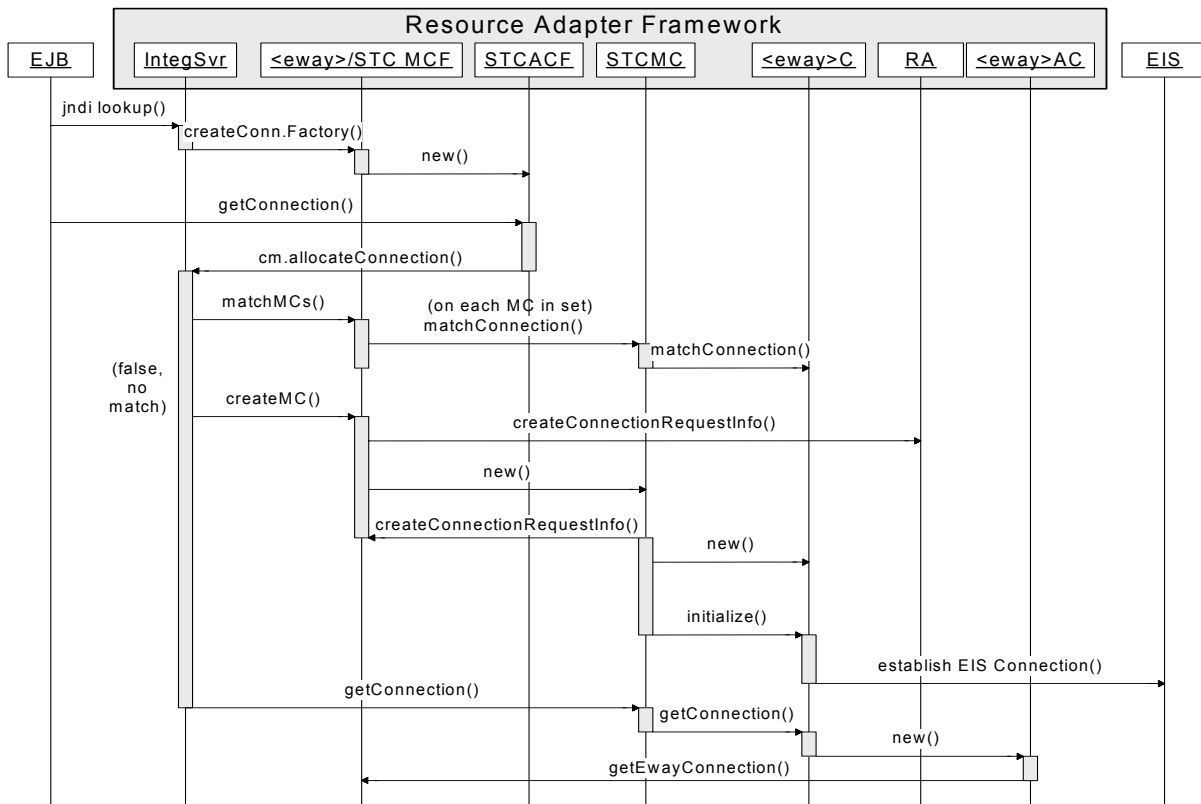 Resource Adapter Framework
EJB
IntegSvr
<eway>/STC MCF
STCACF
STCMC
<eway>C
RA
<eway>AC
EIS
jndi lookup()
createConn.Factory()
new()
getConnection()
cm.allocateConnection()
matchMCs()
(on each MC in set)
matchConnection()
matchConnection()
(false,
no
match)
createMC()
createConnectionRequestInfo()
new()
createConnectionRequestInfo()
new()
initialize()
establish EIS Connection()
getConnection()
getConnection()
new()
getEwayConnection()